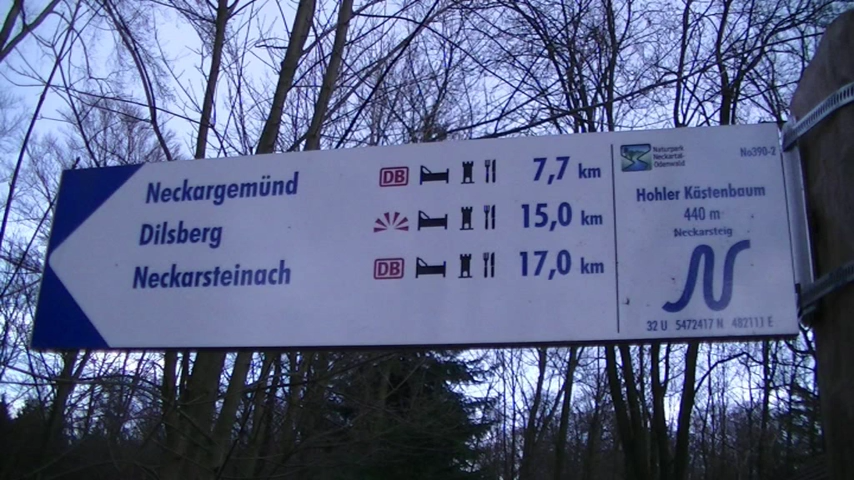 Neckargemünd DB 7,7 km
Dilsberg 15,0 km
Neckarsteinach DB 17,0 km
Naturpark
Neckartal-
Odenwald
No390-2
Hohler Kästenbaum
440 m
Neckarsteig
N
32 U 5472417 N 482111 E